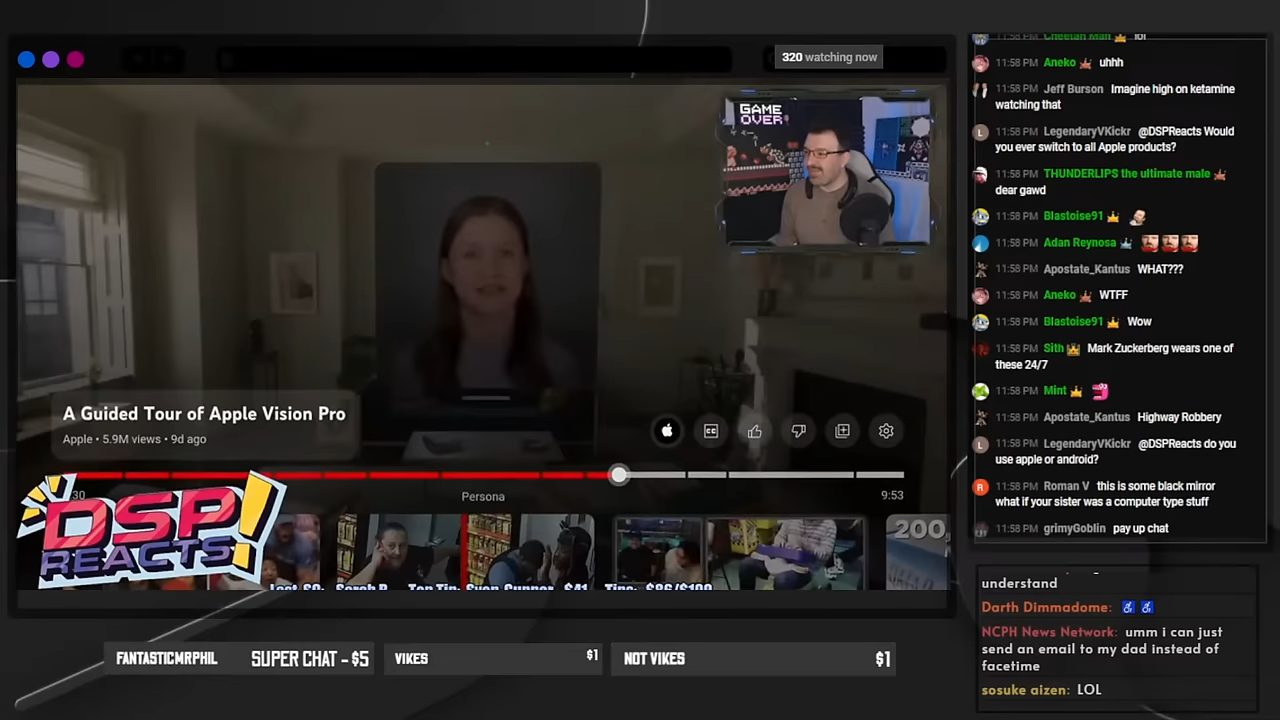 320 watching now
GAME
OVER
A Guided Tour of Apple Vision Pro
Apple • 5.9M views • 9d ago
CC
30
Persona
9:53
DSP
REACTS!
200
FANTASTICMRPHIL SUPER CHAT - $5
VIKES $1
NOT VIKES $1
Cheetah Man lol
11:58 PM Aneko uhhh
11:58 PM Jeff Burson Imagine high on ketamine
watching that
11:58 PM LegendaryVKickr @DSPReacts Would
you ever switch to all Apple products?
11:58 PM THUNDERLIPS the ultimate male
dear gawd
11:58 PM Blastoise91
11:58 PM Adan Reynosa
11:58 PM Apostate_Kantus WHAT???
11:58 PM Aneko WTFF
11:58 PM Blastoise91 Wow
11:58 PM Sith Mark Zuckerberg wears one of
these 24/7
11:58 PM Mint
11:58 PM Apostate_Kantus Highway Robbery
11:58 PM LegendaryVKickr @DSPReacts do you
use apple or android?
11:58 PM Roman V this is some black mirror
what if your sister was a computer type stuff
11:58 PM grimyGoblin pay up chat
understand
Darth Dimmadome:
NCPH News Network: umm i can just
send an email to my dad instead of
facetime
sosuke aizen: LOL